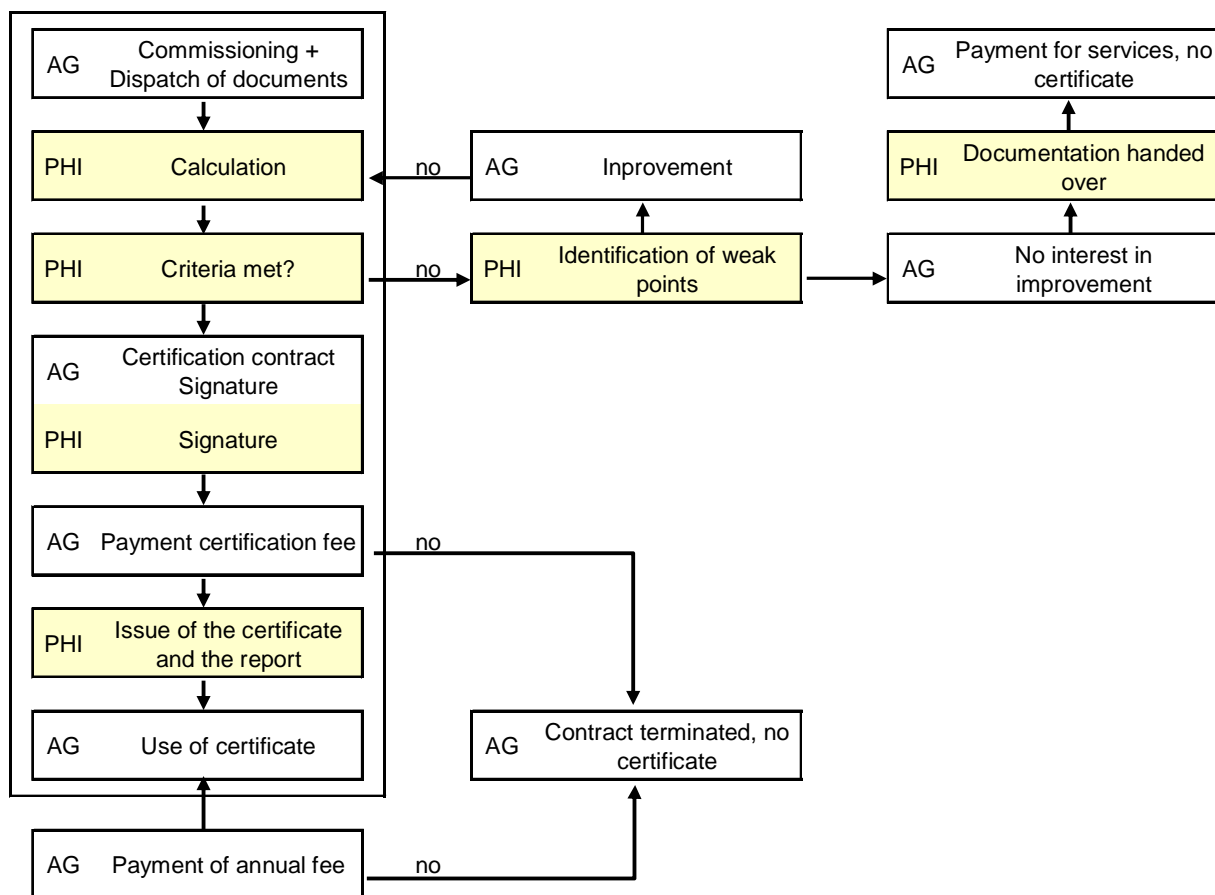 AG Commissioning +
Dispatch of documents
AG Payment for services, no
certificate
PHI Calculation
no
AG Inprovement
PHI Documentation handed
over
PHI Criteria met?
no
PHI Identification of weak
points
AG No interest in
improvement
AG Certification contract
Signature
PHI Signature
AG Payment certification fee
no
PHI Issue of the certificate
and the report
AG Use of certificate
AG Contract terminated, no
certificate
AG Payment of annual fee
no